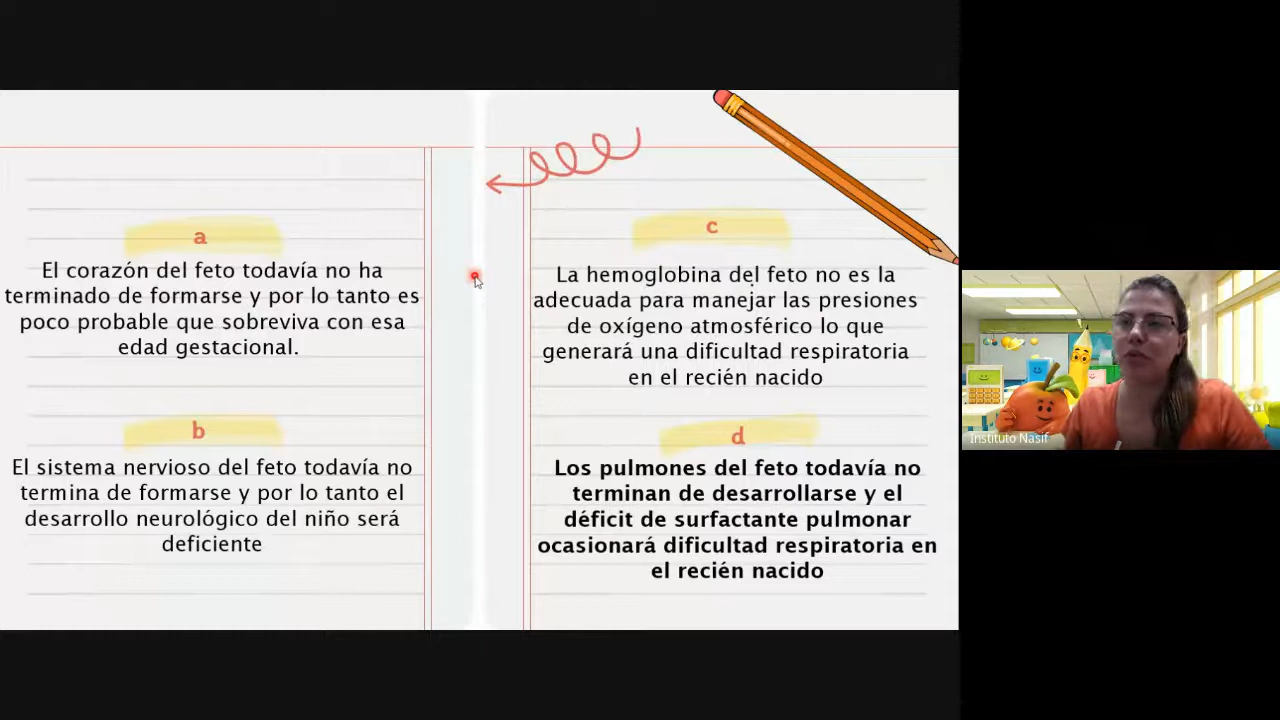 a
El corazón del feto todavía no ha
terminado de formarse y por lo tanto es
poco probable que sobreviva con esa
edad gestacional.
b
El sistema nervioso del feto todavía no
termina de formarse y por lo tanto el
desarrollo neurológico del niño será
deficiente
c
La hemoglobina del feto no es la
adecuada para manejar las presiones
de oxígeno atmosférico lo que
generará una dificultad respiratoria
en el recién nacido
d
Los pulmones del feto todavía no
terminan de desarrollarse y el
déficit de surfactante pulmonar
ocasionará dificultad respiratoria en
el recién nacido
Instituto Nasif